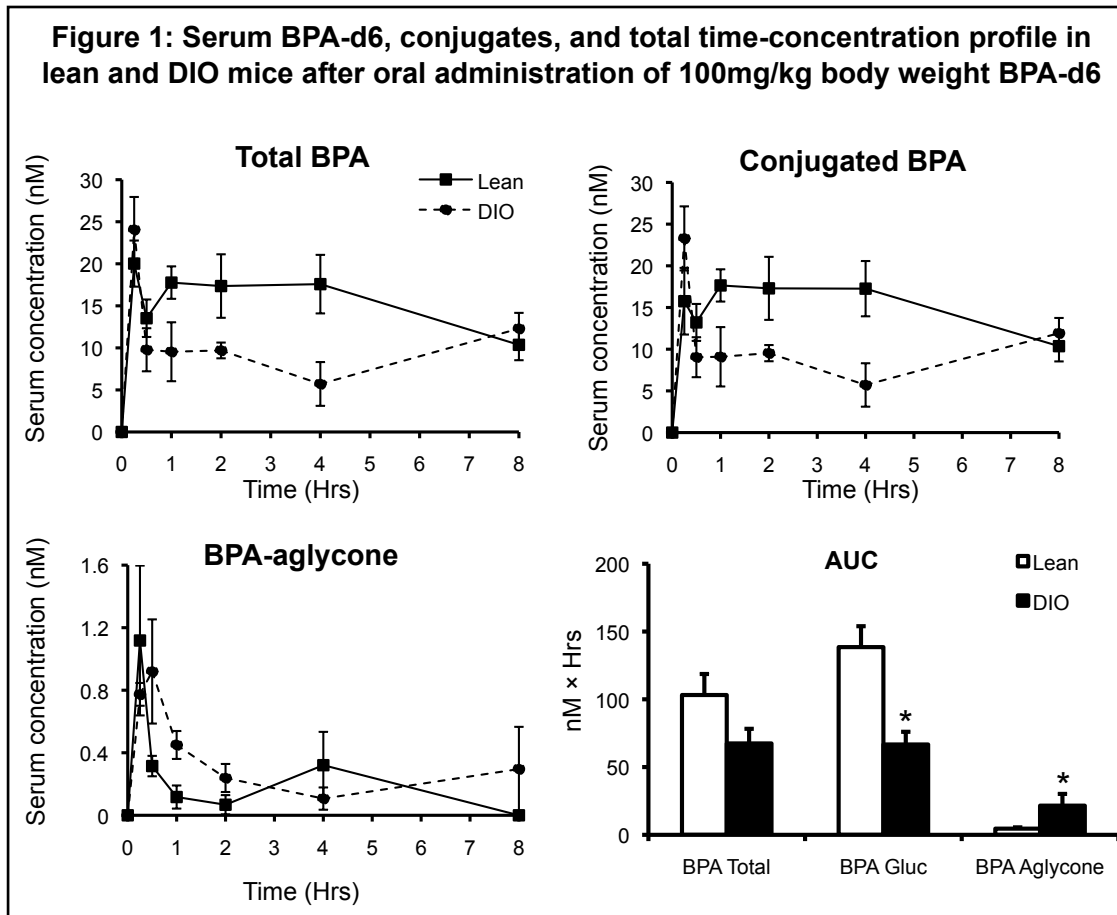 Figure 1: Serum BPA-d6, conjugates, and total time-concentration profile in
lean and DIO mice after oral administration of 100mg/kg body weight BPA-d6
Total BPA
Lean
DIO
Serum concentration (nM)
30
25
20
15
10
5
0
0 1 2 3 4 5 6 7 8
Time (Hrs)
Conjugated BPA
Serum concentration (nM)
30
25
20
15
10
5
0
0 1 2 3 4 5 6 7 8
Time (Hrs)
BPA-aglycone
Serum concentration (nM)
1.6
1.2
0.8
0.4
0
0 1 2 3 4 5 6 7 8
Time (Hrs)
AUC
Lean
DIO
nM × Hrs
200
150
100
50
0
*
*
BPA Total BPA Gluc BPA Aglycone